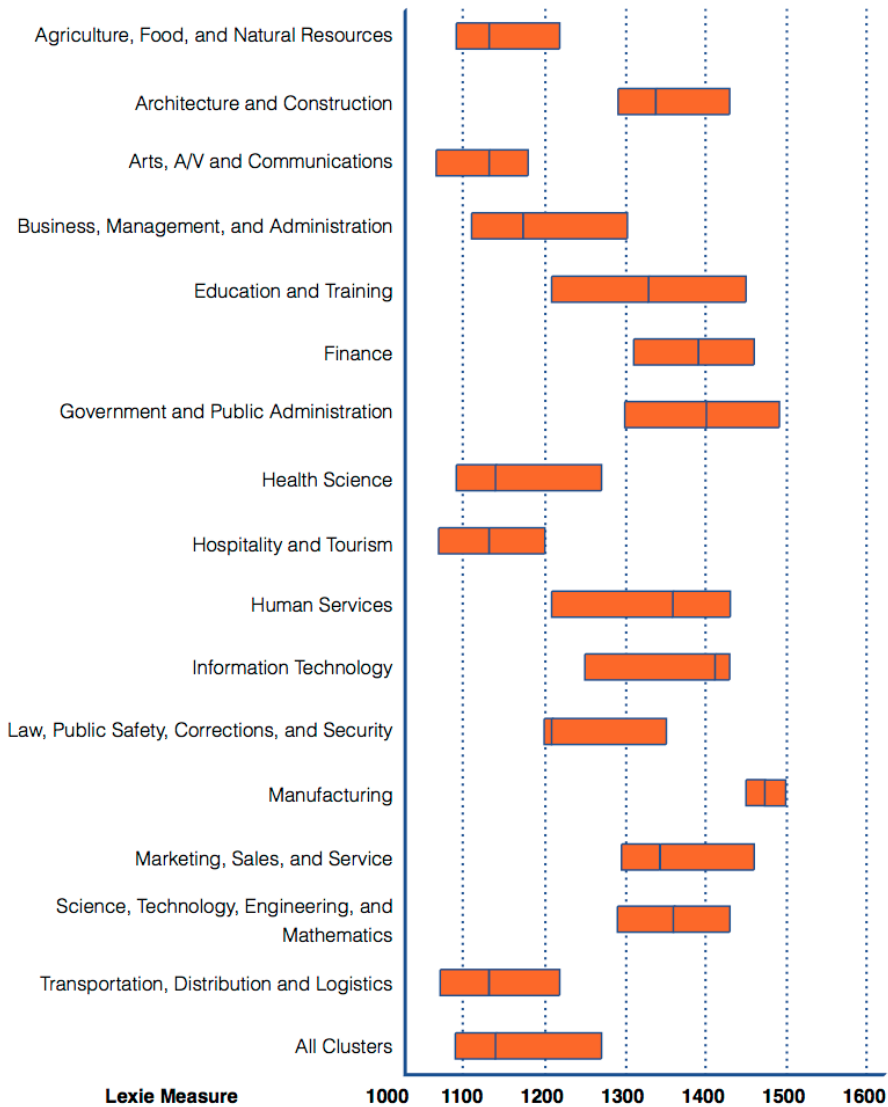 Agriculture, Food, and Natural Resources
Architecture and Construction
Arts, A/V and Communications
Business, Management, and Administration
Education and Training
Finance
Government and Public Administration
Health Science
Hospitality and Tourism
Human Services
Information Technology
Law, Public Safety, Corrections, and Security
Manufacturing
Marketing, Sales, and Service
Science, Technology, Engineering, and
Mathematics
Transportation, Distribution and Logistics
All Clusters
Lexie Measure 1000 1100 1200 1300 1400 1500 1600